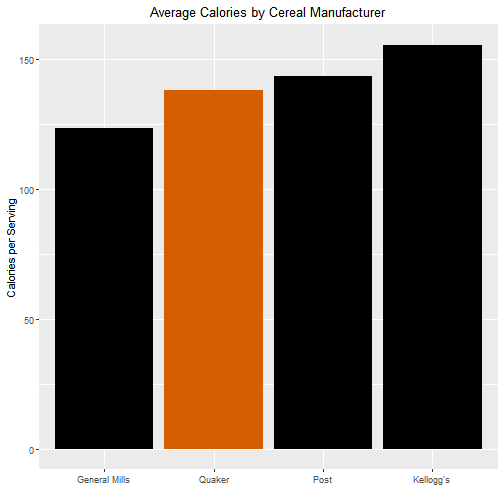 Average Calories by Cereal Manufacturer
Calories per Serving
150
100
50
0
General Mills Quaker Post Kellogg's